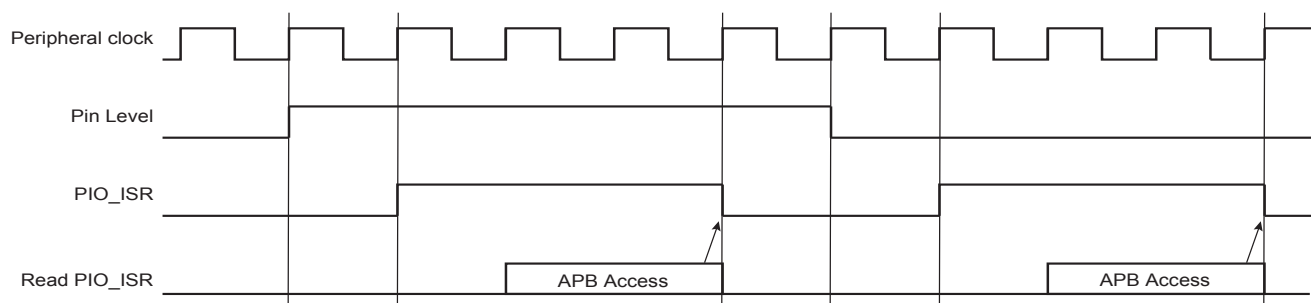 Peripheral clock
Pin Level
PIO_ISR
Read PIO_ISR
APB Access
APB Access